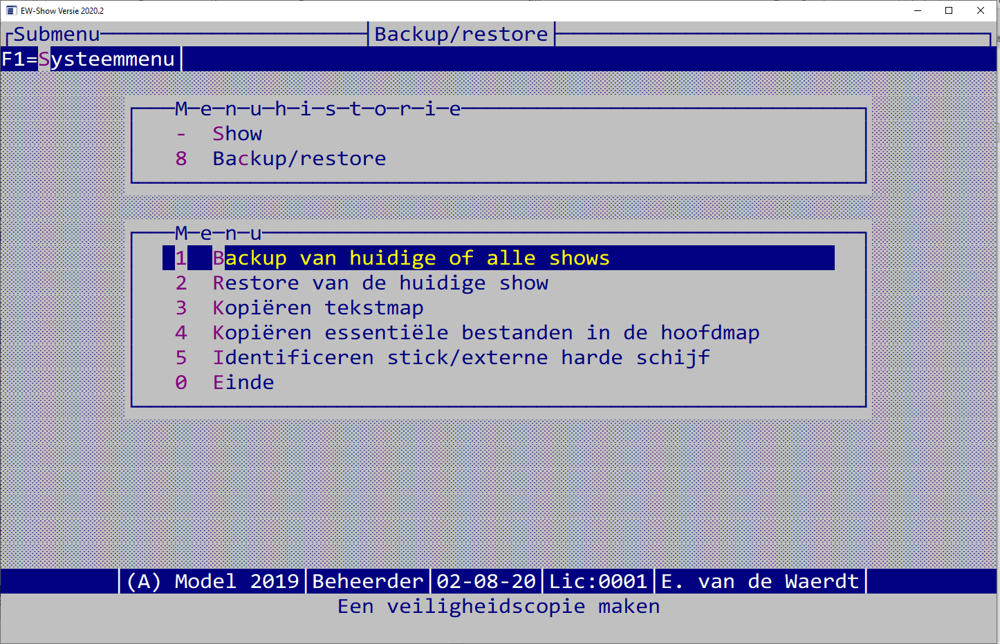 EW-Show Versie 2020.2
Submenu Backup/restore
F1=Systeemmenu
Menuhistorie
- Show
8 Backup/restore
Menu
1 Backup van huidige of alle shows
2 Restore van de huidige show
3 Kopiëren tekstmap
4 Kopiëren essentiële bestanden in de hoofdmap
5 Identificeren stick/externe harde schijf
0 Einde
(A) Model 2019 Beheerder 02-08-20 Lic:0001 E. van de Waerdt
Een veiligheidscopie maken